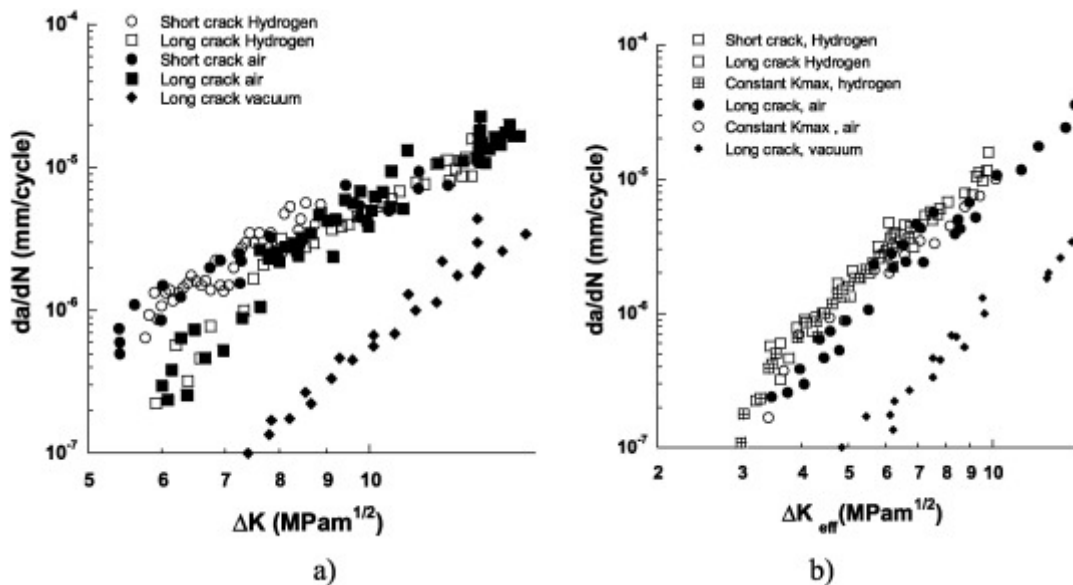 Short crack Hydrogen
Long crack Hydrogen
Short crack air
Long crack air
Long crack vacuum
da/dN (mm/cycle)
10^-4
10^-5
10^-6
10^-7
5 6 7 8 9 10
ΔK (MPam^1/2)
a)
Short crack, Hydrogen
Long crack Hydrogen
Constant Kmax, hydrogen
Long crack, air
Constant Kmax , air
Long crack, vacuum
da/dN (mm/cycle)
10^-4
10^-5
10^-6
10^-7
2 3 4 5 6 7 8 9 10
ΔK_eff(MPam^1/2)
b)